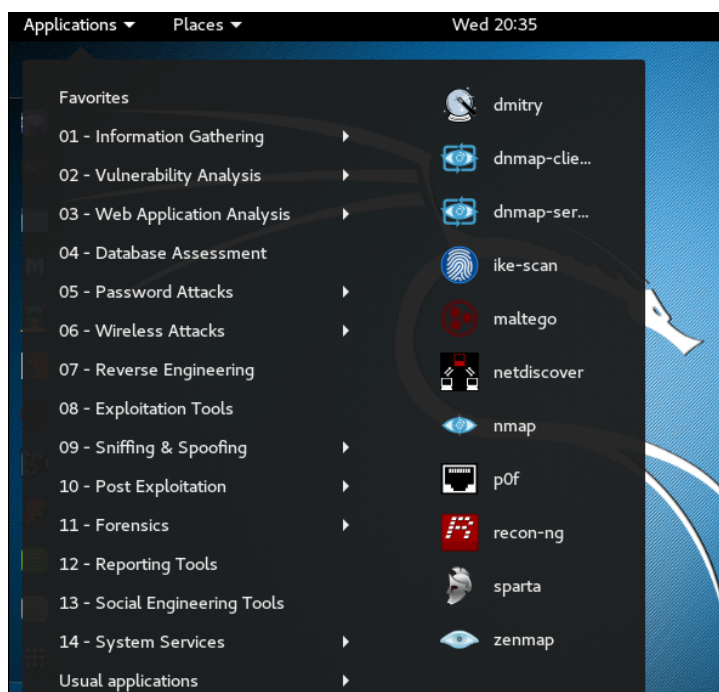 Applications Places Wed 20:35
Favorites
01 - Information Gathering
02 - Vulnerability Analysis
03 - Web Application Analysis
04 - Database Assessment
05 - Password Attacks
06 - Wireless Attacks
07 - Reverse Engineering
08 - Exploitation Tools
09 - Sniffing & Spoofing
10 - Post Exploitation
11 - Forensics
12 - Reporting Tools
13 - Social Engineering Tools
14 - System Services
Usual applications
dmitry
dnmap-clie...
dnmap-ser...
ike-scan
maltego
netdiscover
nmap
p0f
recon-ng
sparta
zenmap